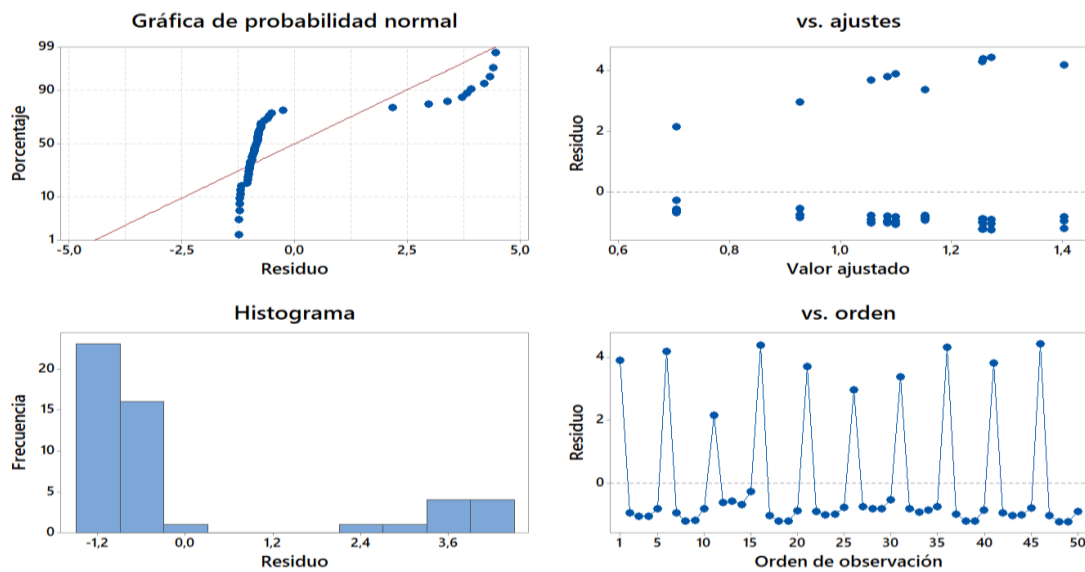 Gráfica de probabilidad normal
Porcentaje
99
90
50
10
1
-5,0 -2,5 0,0 2,5 5,0
Residuo
vs. ajustes
Residuo
4
2
0
0,6 0,8 1,0 1,2 1,4
Valor ajustado
Histograma
Frecuencia
20
15
10
5
0
-1,2 0,0 1,2 2,4 3,6
Residuo
vs. orden
Residuo
4
2
0
1 5 10 15 20 25 30 35 40 45 50
Orden de observación